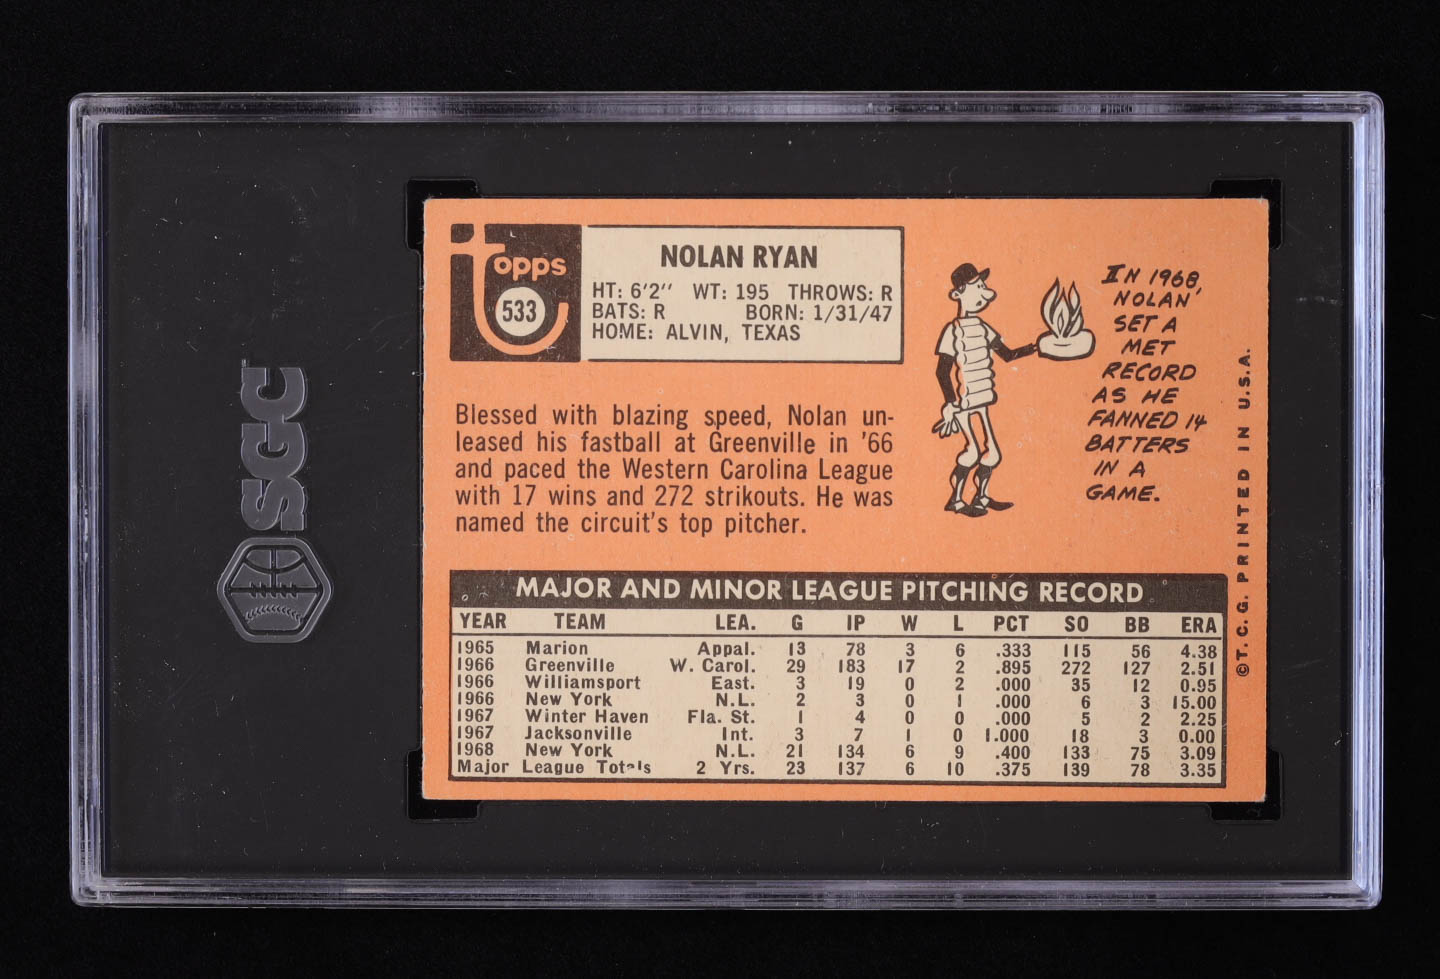 SGC
Topps
533
NOLAN RYAN
HT: 6'2" WT: 195 THROWS: R
BATS: R BORN: 1/31/47
HOME: ALVIN, TEXAS
Blessed with blazing speed, Nolan un-
leased his fastball at Greenville in '66
and paced the Western Carolina League
with 17 wins and 272 strikouts. He was
named the circuit's top pitcher.
IN 1968,
NOLAN
SET A
MET
RECORD
AS HE
FANNED 14
BATTERS
IN A
GAME.
MAJOR AND MINOR LEAGUE PITCHING RECORD
YEAR TEAM LEA. G IP W L PCT SO BB ERA
1965 Marion Appal. 13 78 3 6 .333 115 56 4.38
1966 Greenville W. Carol. 29 183 17 2 .895 272 127 2.51
1966 Williamsport East. 3 19 0 2 .000 35 12 0.95
1966 New York N.L. 2 3 0 1 .000 6 3 15.00
1967 Winter Haven Fla. St. 1 4 0 0 .000 5 2 2.25
1967 Jacksonville Int. 3 7 1 0 1.000 18 3 0.00
1968 New York N.L. 21 134 6 9 .400 133 75 3.09
Major League Totals 2 Yrs. 23 137 6 10 .375 139 78 3.35
©T. C. G. PRINTED IN U.S.A.